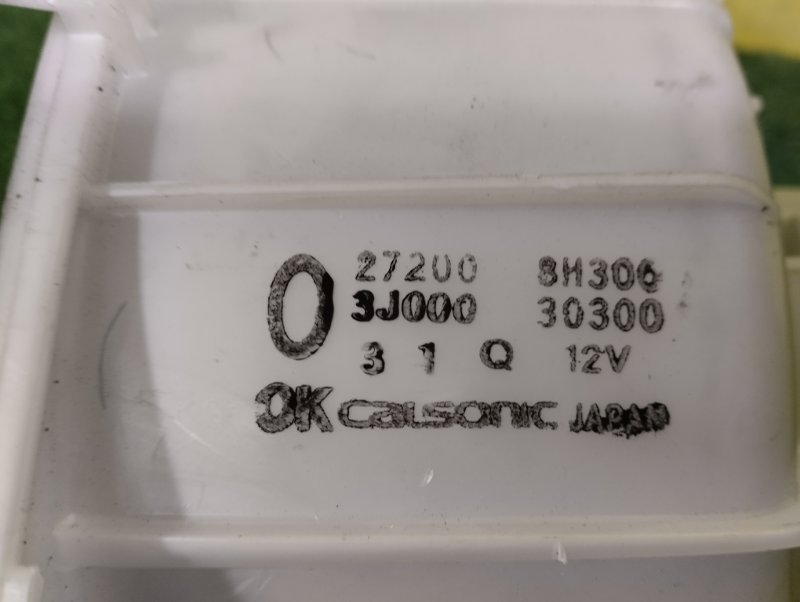 0 27200 8H306
3J000 30300
3 1 Q 12V
OK calsonic JAPAN